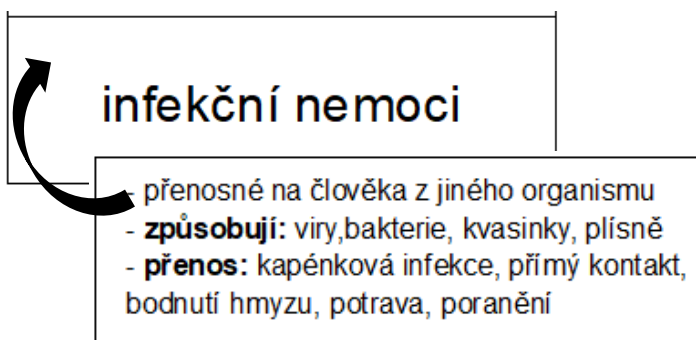 infekční nemoci
- přenosné na člověka z jiného organismu
- způsobují: viry,bakterie, kvasinky, plísně
- přenos: kapénková infekce, přímý kontakt,
bodnutí hmyzu, potrava, poranění